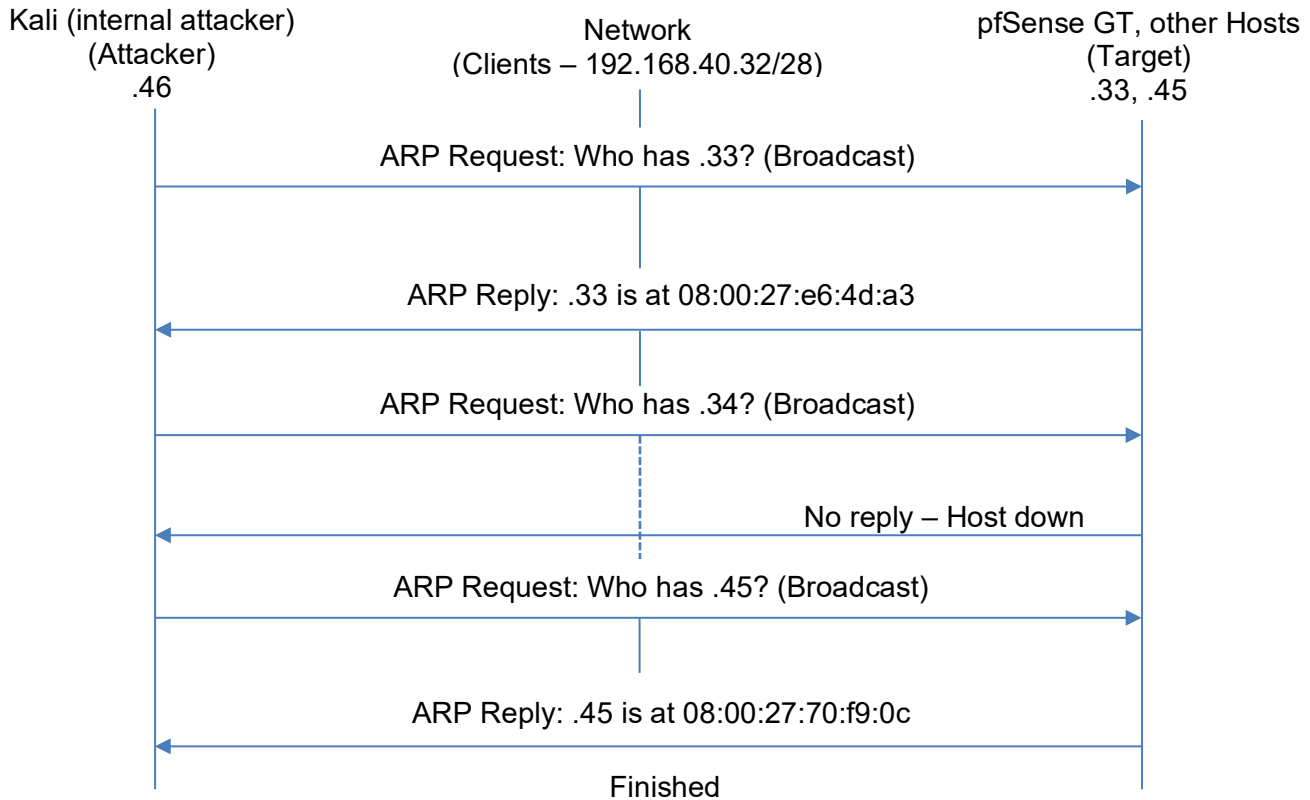 Kali (internal attacker)
(Attacker)
.46
Network
(Clients – 192.168.40.32/28)
pfSense GT, other Hosts
(Target)
.33, .45
ARP Request: Who has .33? (Broadcast)
ARP Reply: .33 is at 08:00:27:e6:4d:a3
ARP Request: Who has .34? (Broadcast)
No reply – Host down
ARP Request: Who has .45? (Broadcast)
ARP Reply: .45 is at 08:00:27:70:f9:0c
Finished